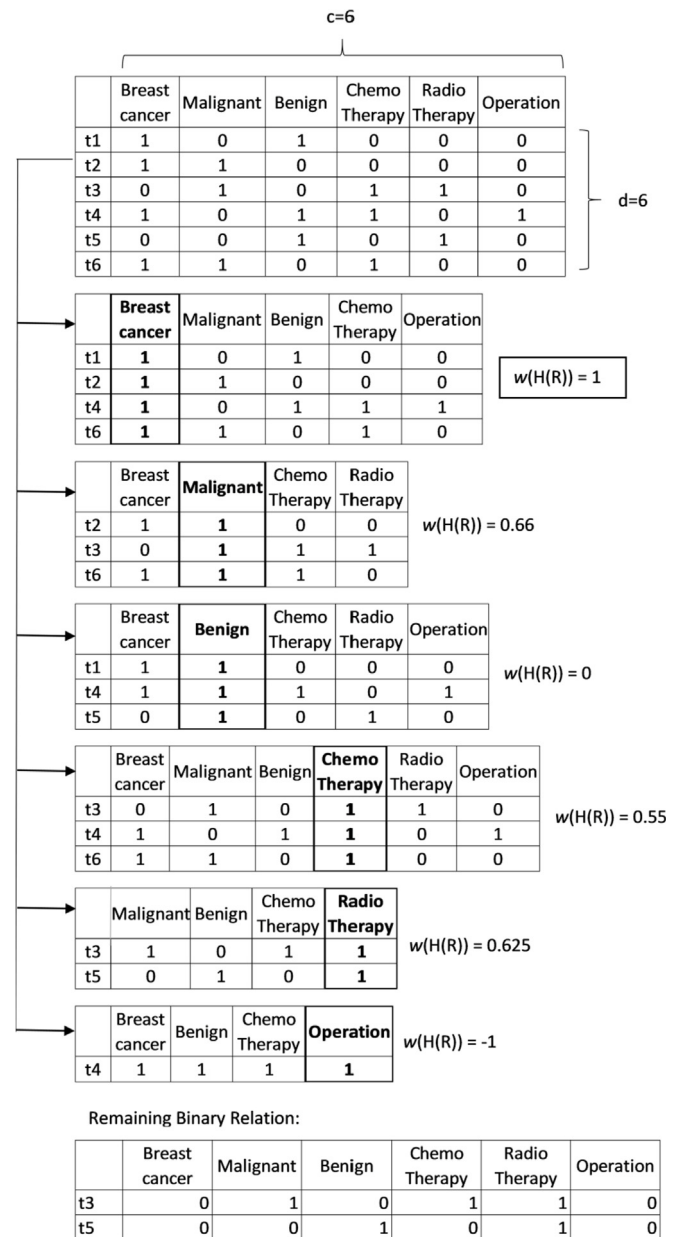 c=6
Breast cancer Malignant Benign Chemo Therapy Radio Therapy Operation
t1 1 0 1 0 0 0
t2 1 1 0 0 0 0
t3 0 1 0 1 1 0
t4 1 0 1 1 0 1
t5 0 0 1 0 1 0
t6 1 1 0 1 0 0
d=6
Breast cancer Malignant Benign Chemo Therapy Operation
t1 1 0 1 0 0
t2 1 1 0 0 0
t4 1 0 1 1 1
t6 1 1 0 1 0
w(H(R)) = 1
Breast cancer Malignant Chemo Therapy Radio Therapy
t2 1 1 0 0
t3 0 1 1 1
t6 1 1 1 0
w(H(R)) = 0.66
Breast cancer Benign Chemo Therapy Radio Therapy Operation
t1 1 1 0 0 0
t4 1 1 1 0 1
t5 0 1 0 1 0
w(H(R)) = 0
Breast cancer Malignant Benign Chemo Therapy Radio Therapy Operation
t3 0 1 0 1 1 0
t4 1 0 1 1 0 1
t6 1 1 0 1 0 0
w(H(R)) = 0.55
Malignant Benign Chemo Therapy Radio Therapy
t3 1 0 1 1
t5 0 1 0 1
w(H(R)) = 0.625
Breast cancer Benign Chemo Therapy Operation
t4 1 1 1 1
w(H(R)) = -1
Remaining Binary Relation:
Breast cancer Malignant Benign Chemo Therapy Radio Therapy Operation
t3 0 1 0 1 1 0
t5 0 0 1 0 1 0